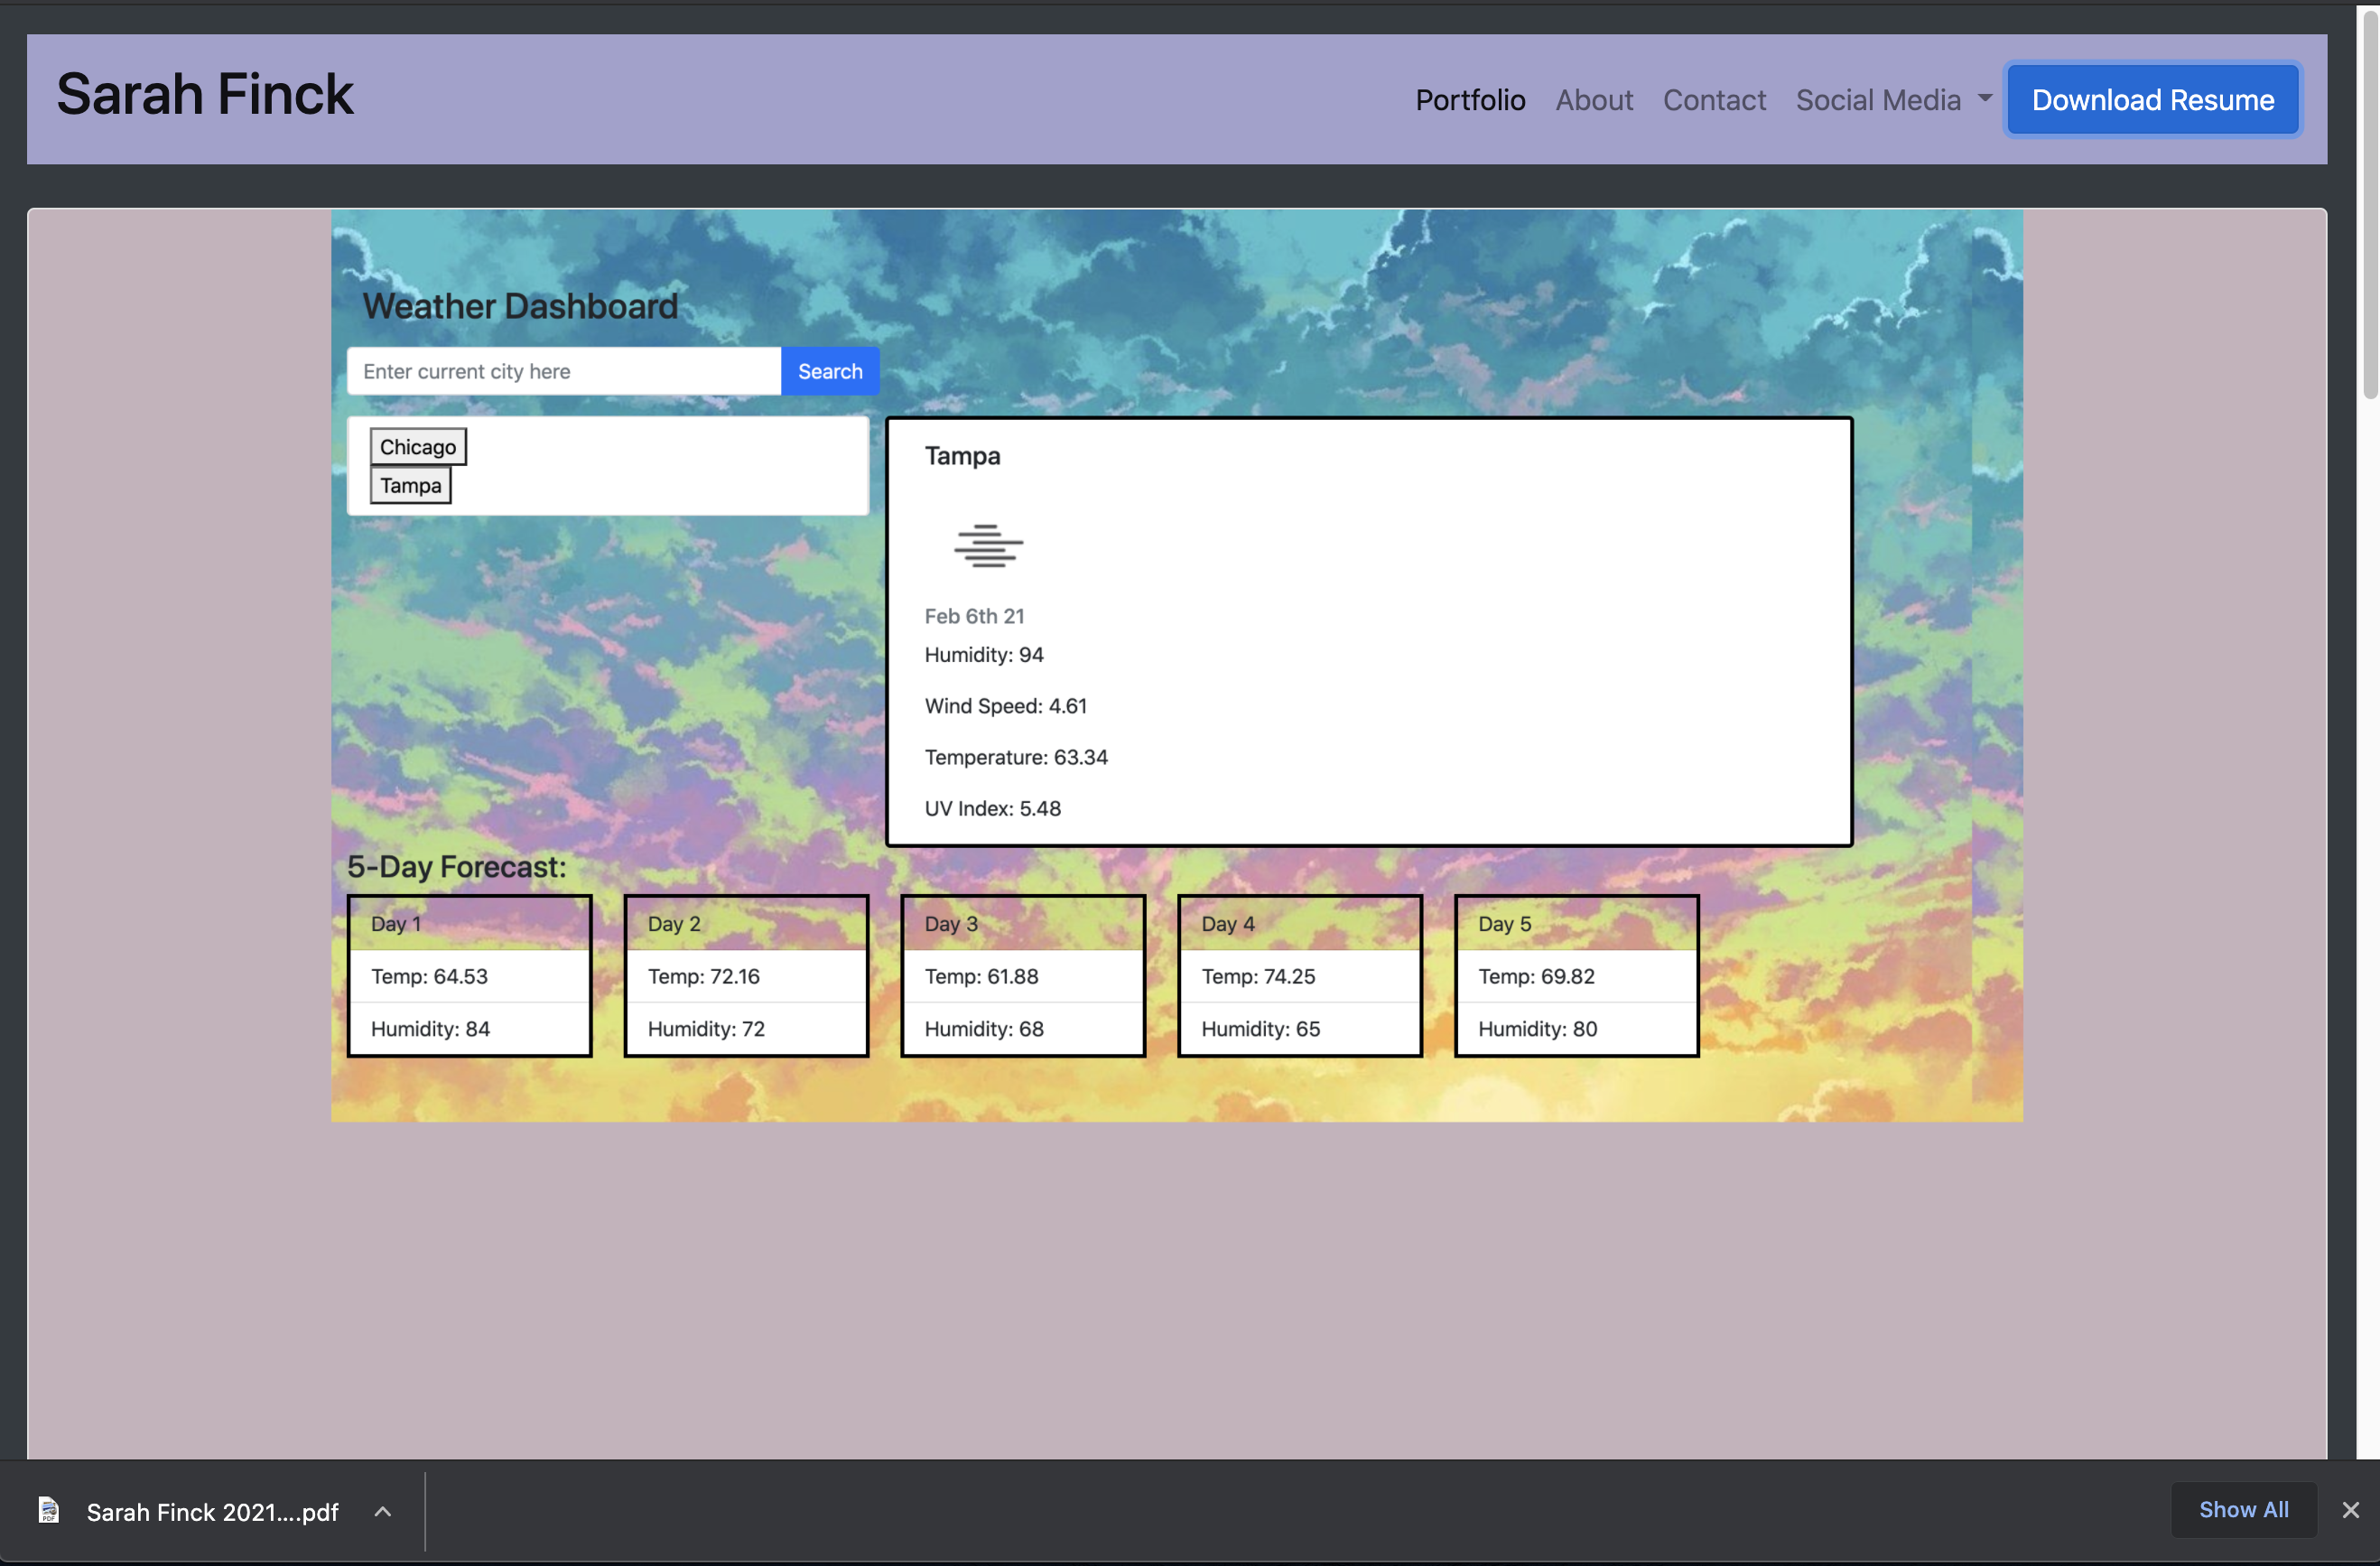 Sarah Finck
Portfolio About Contact Social Media Download Resume
Weather Dashboard
Enter current city here Search
Chicago
Tampa
Tampa
Feb 6th 21
Humidity: 94
Wind Speed: 4.61
Temperature: 63.34
UV Index: 5.48
5-Day Forecast:
Day 1 Day 2 Day 3 Day 4 Day 5
Temp: 64.53 Temp: 72.16 Temp: 61.88 Temp: 74.25 Temp: 69.82
Humidity: 84 Humidity: 72 Humidity: 68 Humidity: 65 Humidity: 80
PDF Sarah Finck 2021....pdf Show All